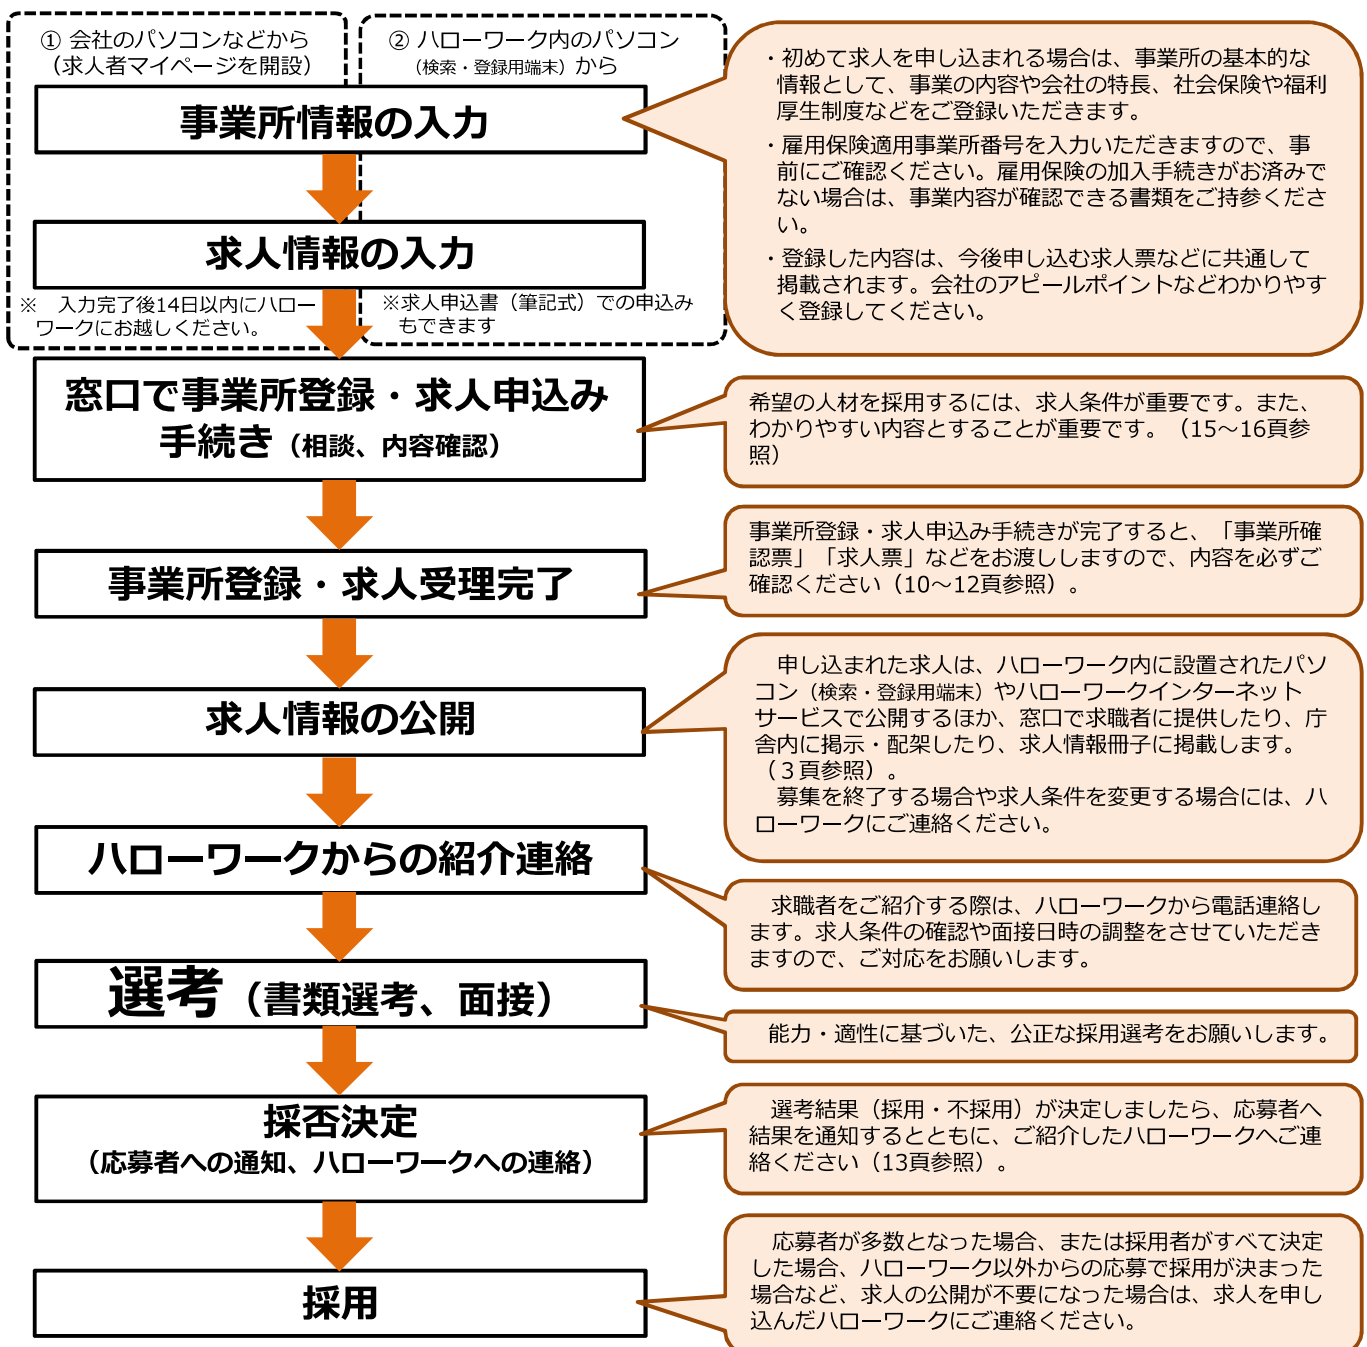 ① 会社のパソコンなどから
（求人者マイページを開設）
② ハローワーク内のパソコン
（検索・登録用端末）から
事業所情報の入力
・初めて求人を申し込まれる場合は、事業所の基本的な
情報として、事業の内容や会社の特長、社会保険や福利
厚生制度などをご登録いただきます。
・雇用保険適用事業所番号を入力いただきますので、事
前にご確認ください。雇用保険の加入手続きがお済みで
ない場合は、事業内容が確認できる書類をご持参くださ
い。
・登録した内容は、今後申し込む求人票などに共通して
掲載されます。会社のアピールポイントなどわかりやす
く登録してください。
求人情報の入力
※　入力完了後14日以内にハロー
ワークにお越しください。
※求人申込書（筆記式）での申込み
もできます
窓口で事業所登録・求人申込み
手続き（相談、内容確認）
希望の人材を採用するには、求人条件が重要です。また、
わかりやすい内容とすることが重要です。（15～16頁参
照）
事業所登録・求人受理完了
事業所登録・求人申込み手続きが完了すると、「事業所確
認票」「求人票」などをお渡ししますので、内容を必ずご
確認ください（10～12頁参照）。
求人情報の公開
申し込まれた求人は、ハローワーク内に設置されたパソ
コン（検索・登録用端末）やハローワークインターネット
サービスで公開するほか、窓口で求職者に提供したり、庁
舎内に掲示・配架したり、求人情報冊子に掲載します。
（３頁参照）。
募集を終了する場合や求人条件を変更する場合には、ハ
ローワークにご連絡ください。
ハローワークからの紹介連絡
求職者をご紹介する際は、ハローワークから電話連絡し
ます。求人条件の確認や面接日時の調整をさせていただき
ますので、ご対応をお願いします。
選考（書類選考、面接）
能力・適性に基づいた、公正な採用選考をお願いします。
採否決定
（応募者への通知、ハローワークへの連絡）
選考結果（採用・不採用）が決定しましたら、応募者へ
結果を通知するとともに、ご紹介したハローワークへご連
絡ください（13頁参照）。
採用
応募者が多数となった場合、または採用者がすべて決定
した場合、ハローワーク以外からの応募で採用が決まった
場合など、求人の公開が不要になった場合は、求人を申し
込んだハローワークにご連絡ください。